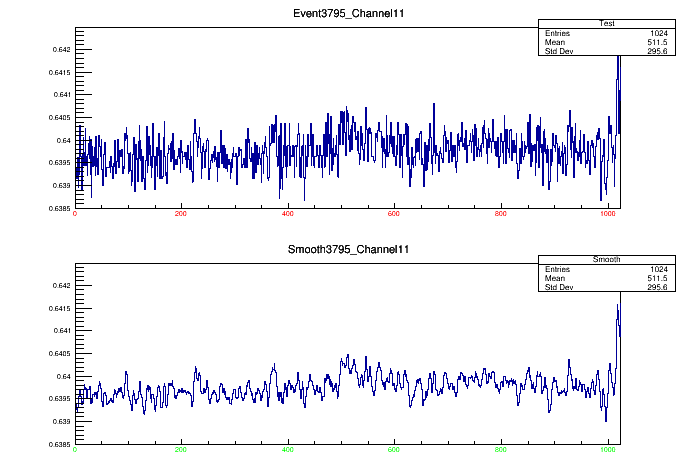 Event3795_Channel11
Test
Entries 1024
Mean 511.5
Std Dev 295.6
0.642
0.6415
0.641
0.6405
0.64
0.6395
0.639
0.6385
0 200 400 600 800 1000
Smooth3795_Channel11
Smooth
Entries 1024
Mean 511.5
Std Dev 295.6
0.642
0.6415
0.641
0.6405
0.64
0.6395
0.639
0.6385
0 200 400 600 800 1000